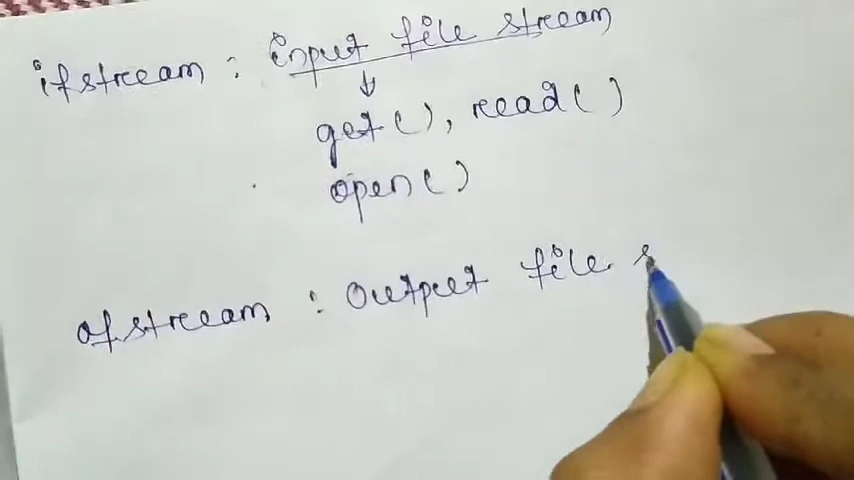 ifstream : input file stream
get(), read()
open()
ofstream : output file s